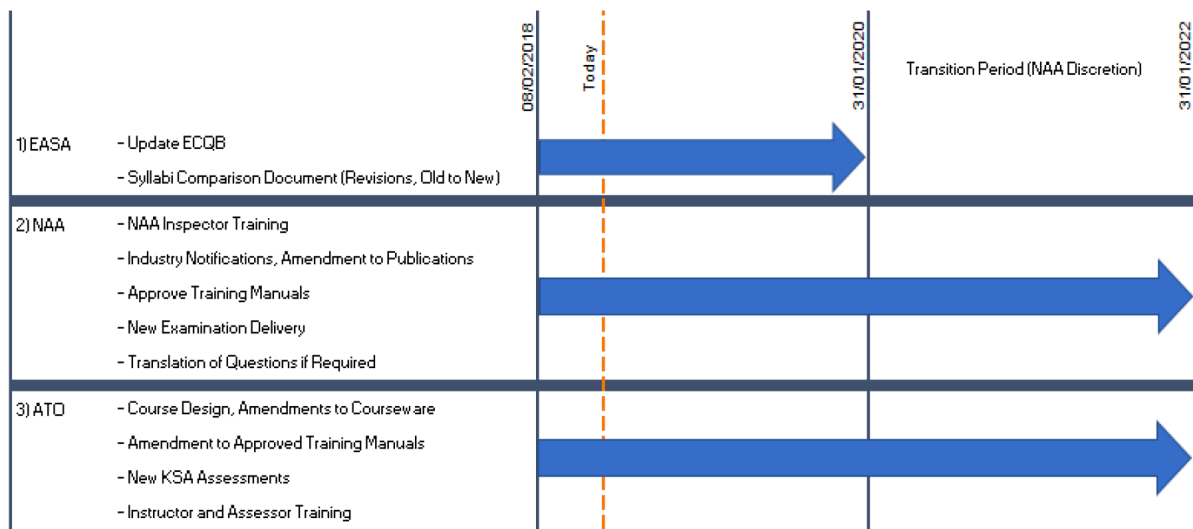 08/02/2018
Today
31/01/2020
Transition Period (NAA Discretion)
31/01/2022
1) EASA
- Update ECQB
- Syllabi Comparison Document (Revisions, Old to New)
2) NAA
- NAA Inspector Training
- Industry Notifications, Amendment to Publications
- Approve Training Manuals
- New Examination Delivery
- Translation of Questions if Required
3) ATO
- Course Design, Amendments to Courseware
- Amendment to Approved Training Manuals
- New KSA Assessments
- Instructor and Assessor Training